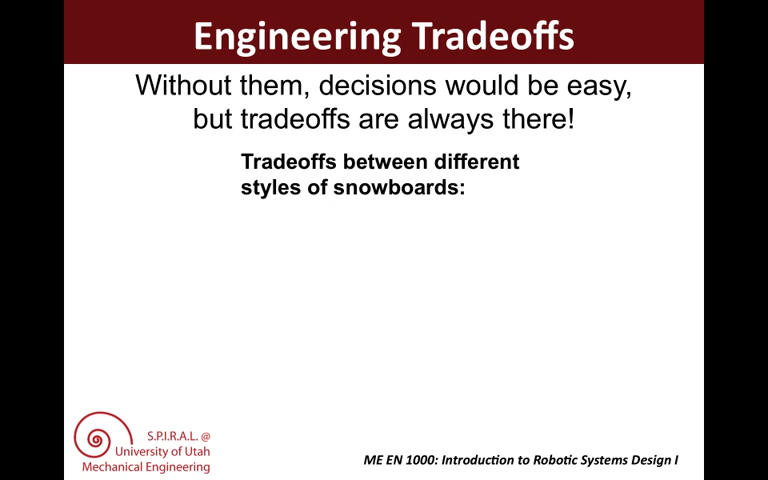 Engineering Tradeoffs
Without them, decisions would be easy,
but tradeoffs are always there!
Tradeoffs between different
styles of snowboards:
S.P.I.R.A.L. @
University of Utah
Mechanical Engineering
ME EN 1000: Introduction to Robotic Systems Design I